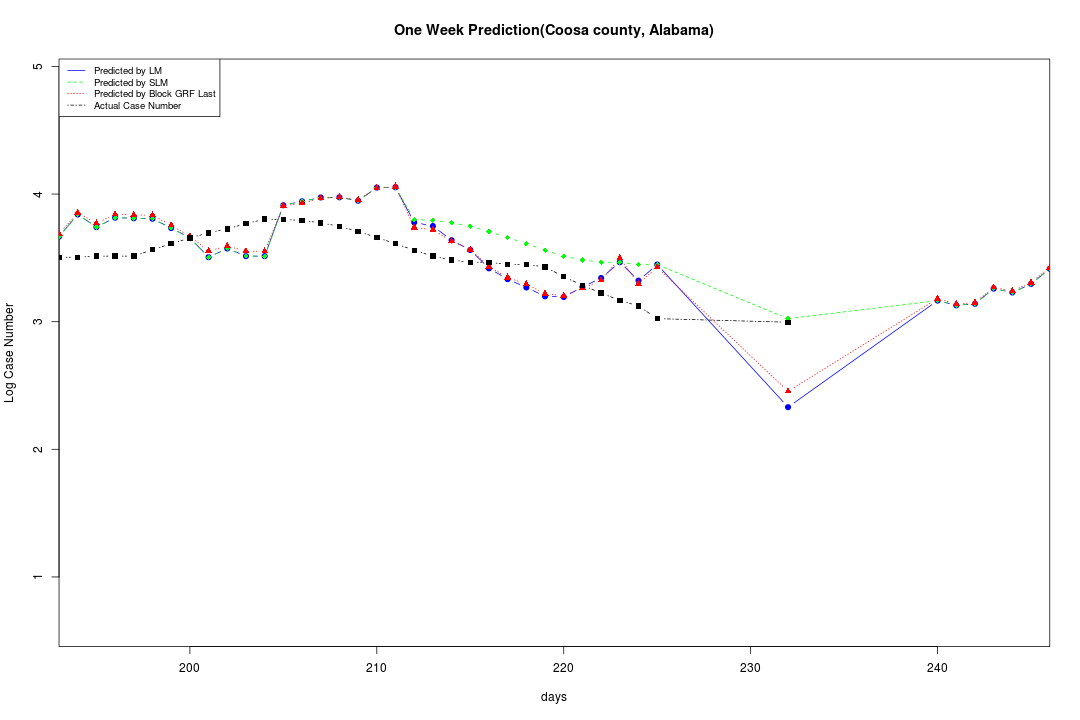 One Week Prediction(Coosa county, Alabama)
Predicted by LM
Predicted by SLM
Predicted by Block GRF Last
Actual Case Number
5
4
3
2
1
Log Case Number
200 210 220 230 240
days